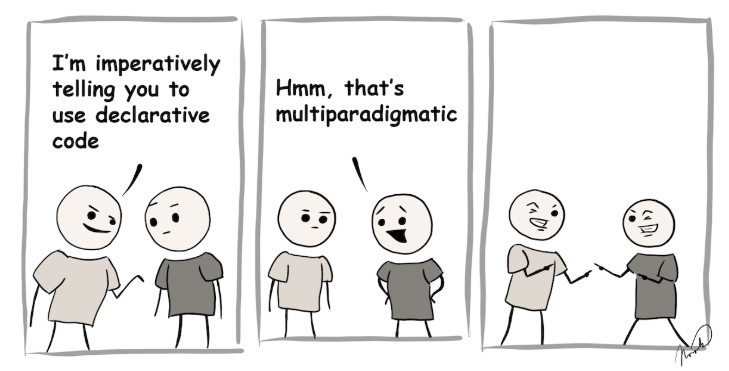 I'm imperatively
telling you to
use declarative
code
Hmm, that's
multiparadigmatic